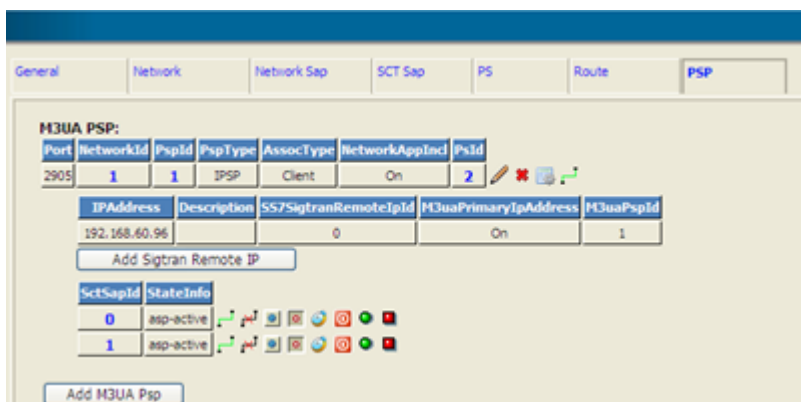 General Network Network Sap SCT Sap PS Route PSP
M3UA PSP:
Port NetworkId PspId PspType AssocType NetworkAppIncl PsId
2905 1 1 IPSP Client On 2
IPAddress Description SS7SigtranRemoteIpId M3uaPrimaryIpAddress M3uaPspId
192.168.60.96 0 On 1
Add Sigtran Remote IP
SctSapId StateInfo
0 asp-active
1 asp-active
Add M3UA Psp